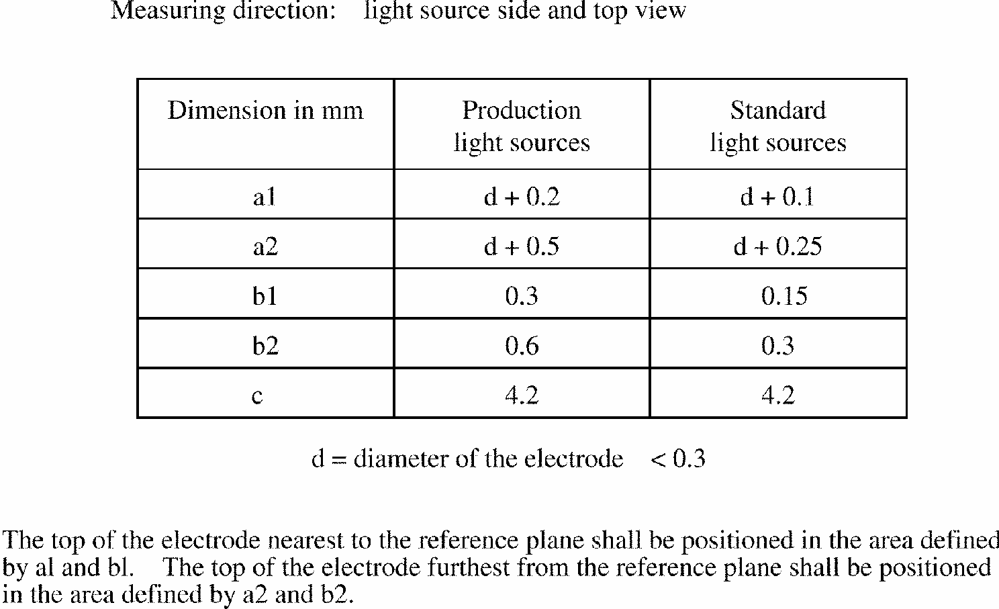 Measuring direction: light source side and top view
Dimension in mm Production light sources Standard light sources
a1 d + 0.2 d + 0.1
a2 d + 0.5 d + 0.25
b1 0.3 0.15
b2 0.6 0.3
c 4.2 4.2
d = diameter of the electrode < 0.3
The top of the electrode nearest to the reference plane shall be positioned in the area defined
by al and bl. The top of the electrode furthest from the reference plane shall be positioned
in the area defined by a2 and b2.